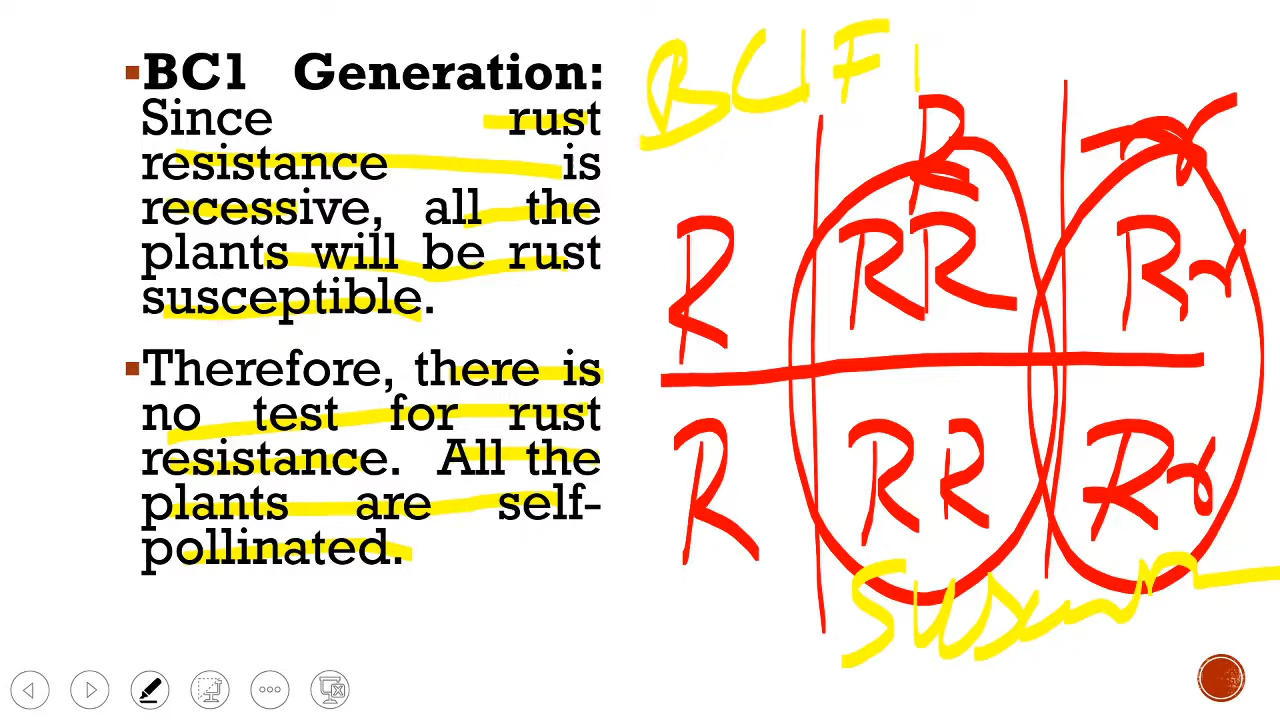 BC1 Generation:
Since rust
resistance is
recessive, all the
plants will be rust
susceptible.
Therefore, there is
no test for rust
resistance. All the
plants are self-
pollinated.
BC1F1
R r
R RR Rr
R RR Rr